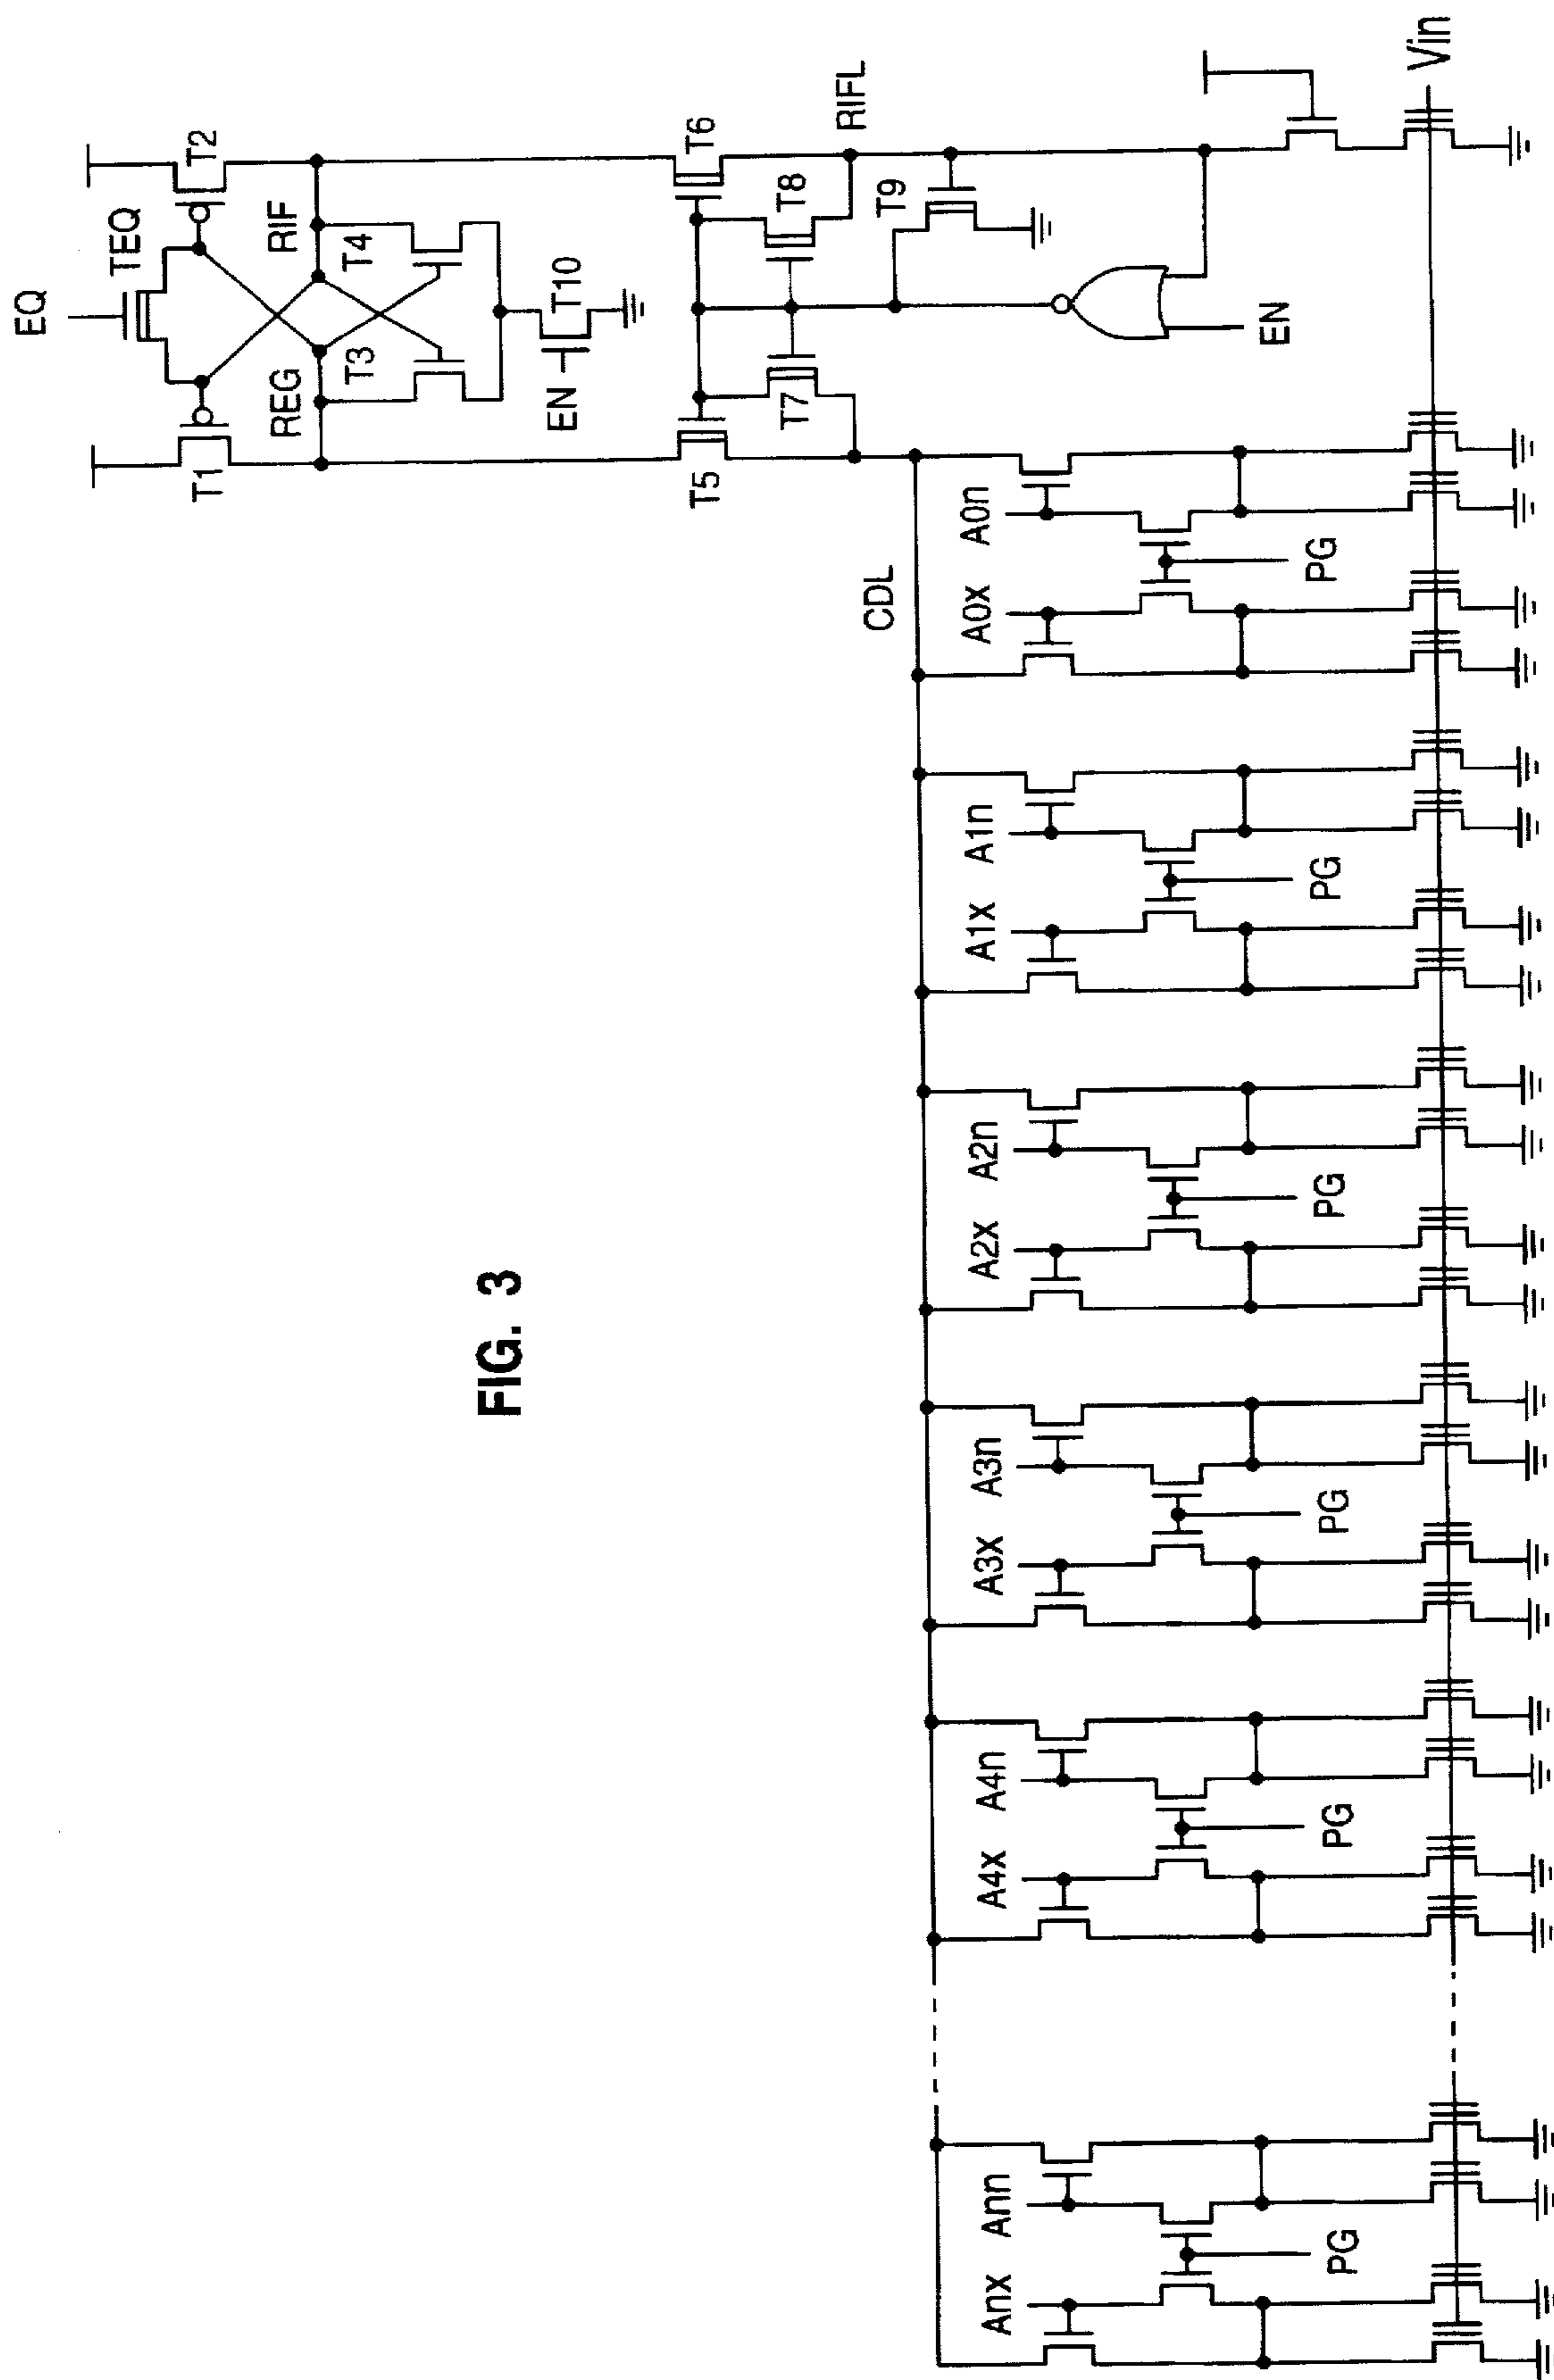 EQ
TEQ
T1
T2
REG
RIF
T3
T4
EN
T10
T5
T6
T7
T8
RIFL
T9
EN
Vin
CDL
FIG. 3
Anx
Ann
A4x
A4n
A3x
A3n
A2x
A2n
A1x
A1n
A0x
A0n
PG
PG
PG
PG
PG
PG